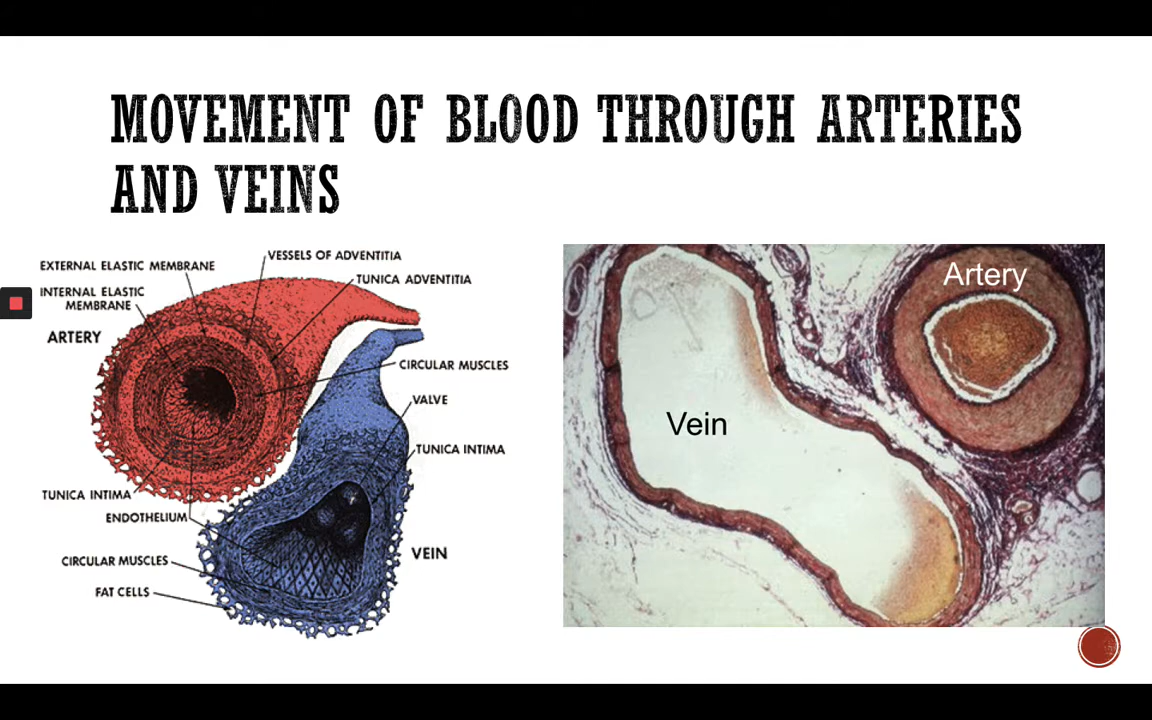 MOVEMENT OF BLOOD THROUGH ARTERIES
AND VEINS
VESSELS OF ADVENTITIA
EXTERNAL ELASTIC MEMBRANE
TUNICA ADVENTITIA
INTERNAL ELASTIC
MEMBRANE
ARTERY
CIRCULAR MUSCLES
VALVE
TUNICA INTIMA
TUNICA INTIMA
ENDOTHELIUM
VEIN
CIRCULAR MUSCLES
FAT CELLS
Artery
Vein